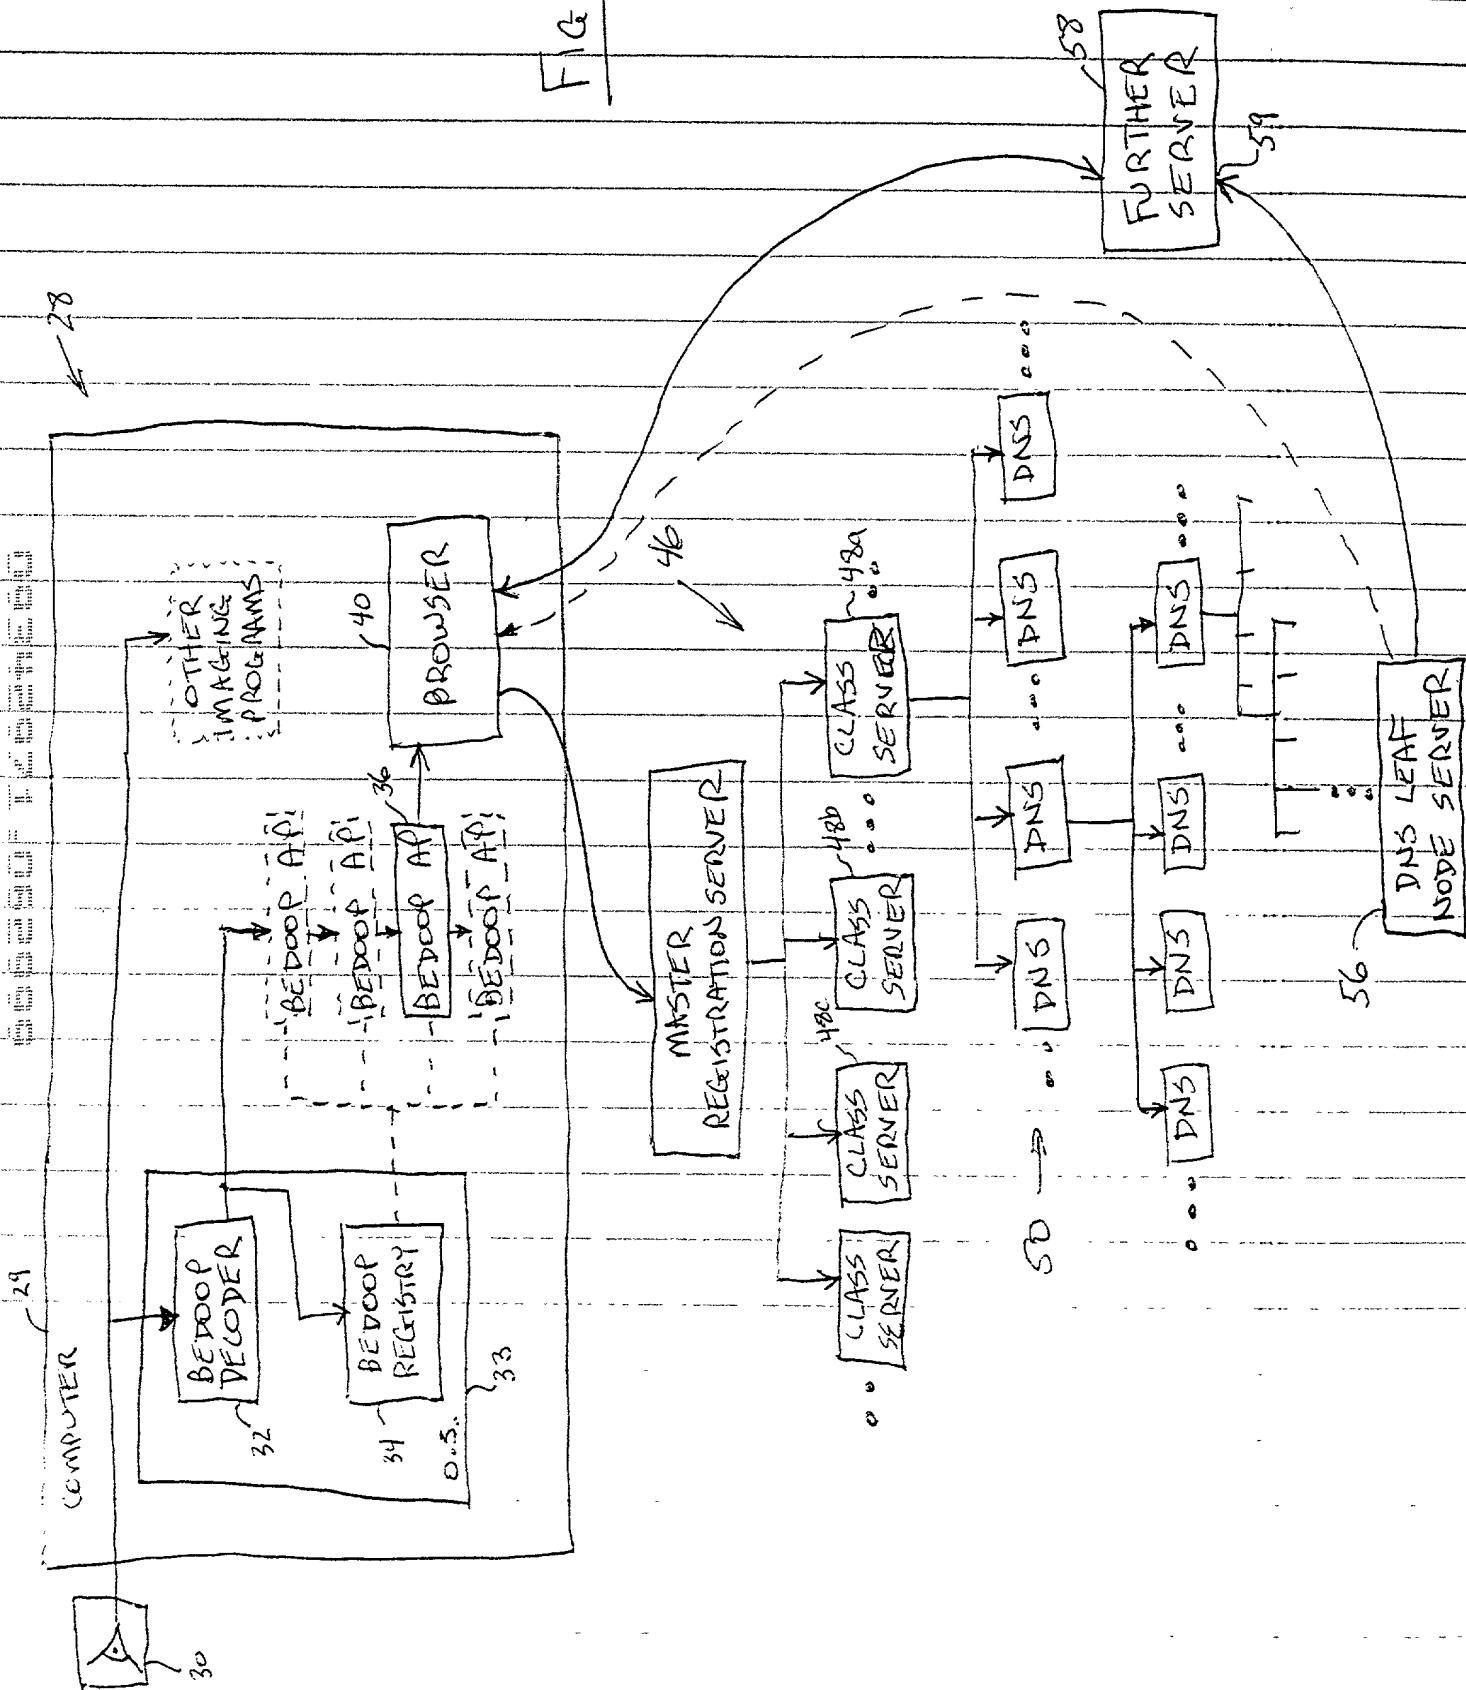 FIG
28
29
COMPUTER
30
BEDOOP
DECODER
32
BEDOOP
REGISTRY
34
O.S.
33
OTHER
IMAGING
PROGRAMS
BEDOOP API
BEDOOP API
BEDOOP API
36
BEDOOP API
BROWSER
40
46
MASTER
REGISTRATION SERVER
CLASS
SERVER
CLASS
SERVER
48c
CLASS
SERVER
48b
CLASS
SERVER
48a
50
DNS
DNS
DNS
DNS
DNS
DNS
DNS
DNS
56
DNS LEAF
NODE SERVER
58
FURTHER
SERVER
59